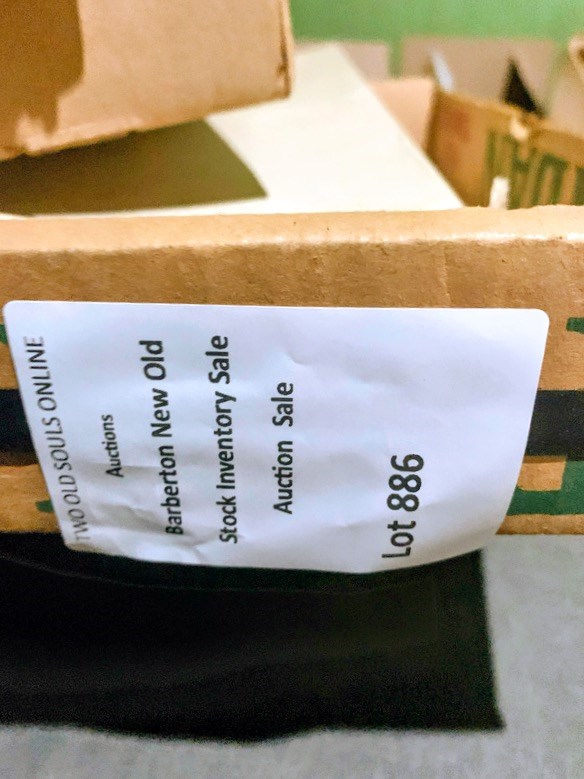 TWO OLD SOULS ONLINE
Auctions
Barberton New Old
Stock Inventory Sale
Auction Sale
Lot 886